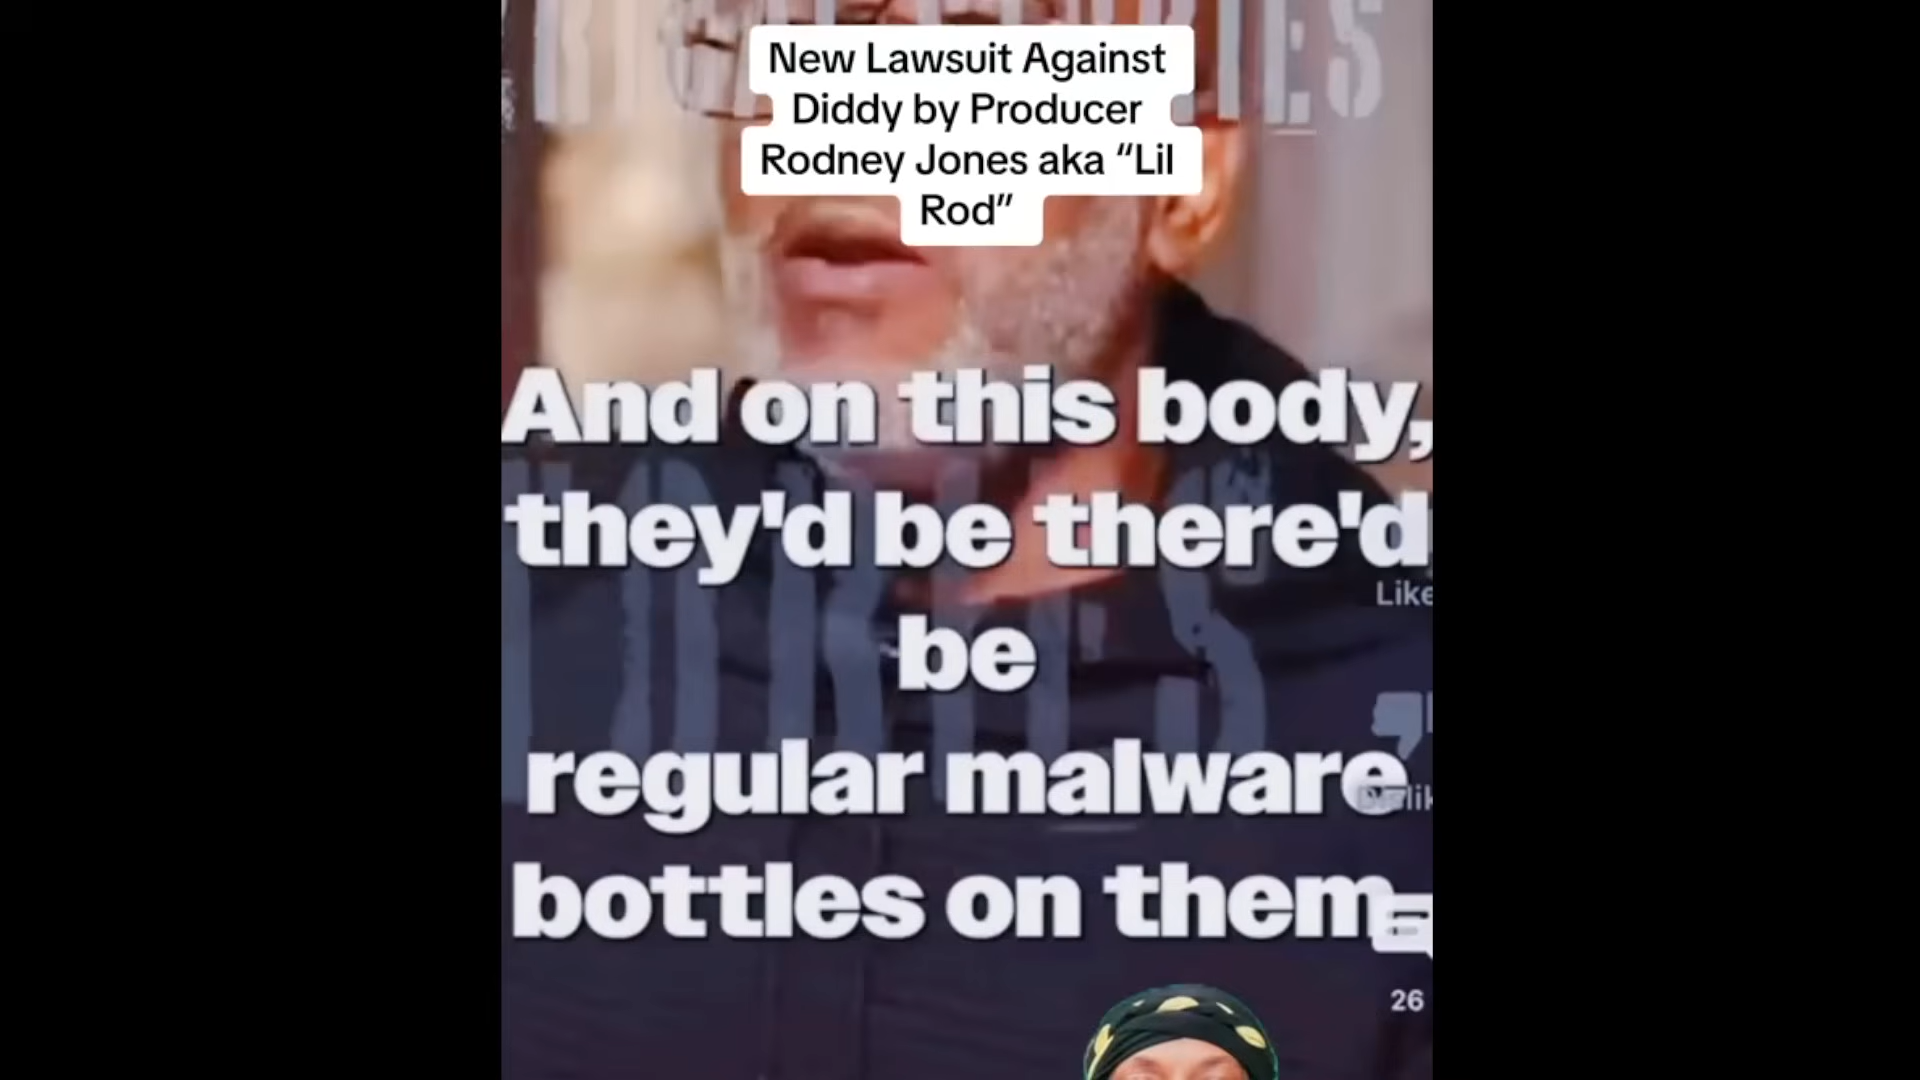 New Lawsuit Against
Diddy by Producer
Rodney Jones aka “Lil
Rod”
And on this body,
they'd be there'd
be
Like
regular malware
bottles on them
26